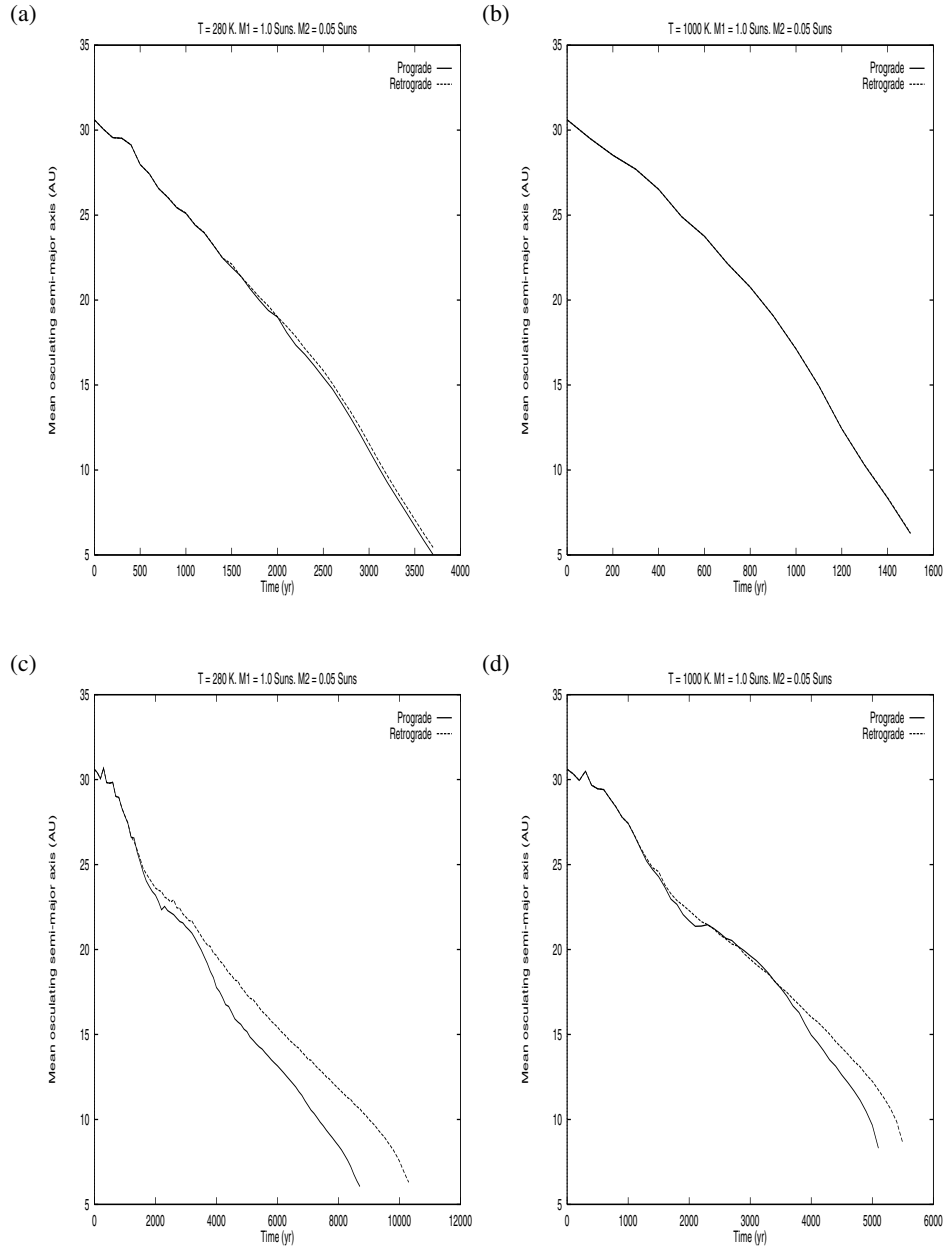 (a)
T = 280 K. M1 = 1.0 Suns. M2 = 0.05 Suns
Prograde
Retrograde
Mean osculating semi-major axis (AU)
35
30
25
20
15
10
5
0 500 1000 1500 2000 2500 3000 3500 4000
Time (yr)
(b)
T = 1000 K. M1 = 1.0 Suns. M2 = 0.05 Suns
Prograde
Retrograde
Mean osculating semi-major axis (AU)
35
30
25
20
15
10
5
0 200 400 600 800 1000 1200 1400 1600
Time (yr)
(c)
T = 280 K. M1 = 1.0 Suns. M2 = 0.05 Suns
Prograde
Retrograde
Mean osculating semi-major axis (AU)
35
30
25
20
15
10
5
0 2000 4000 6000 8000 10000 12000
Time (yr)
(d)
T = 1000 K. M1 = 1.0 Suns. M2 = 0.05 Suns
Prograde
Retrograde
Mean osculating semi-major axis (AU)
35
30
25
20
15
10
5
0 1000 2000 3000 4000 5000 6000
Time (yr)